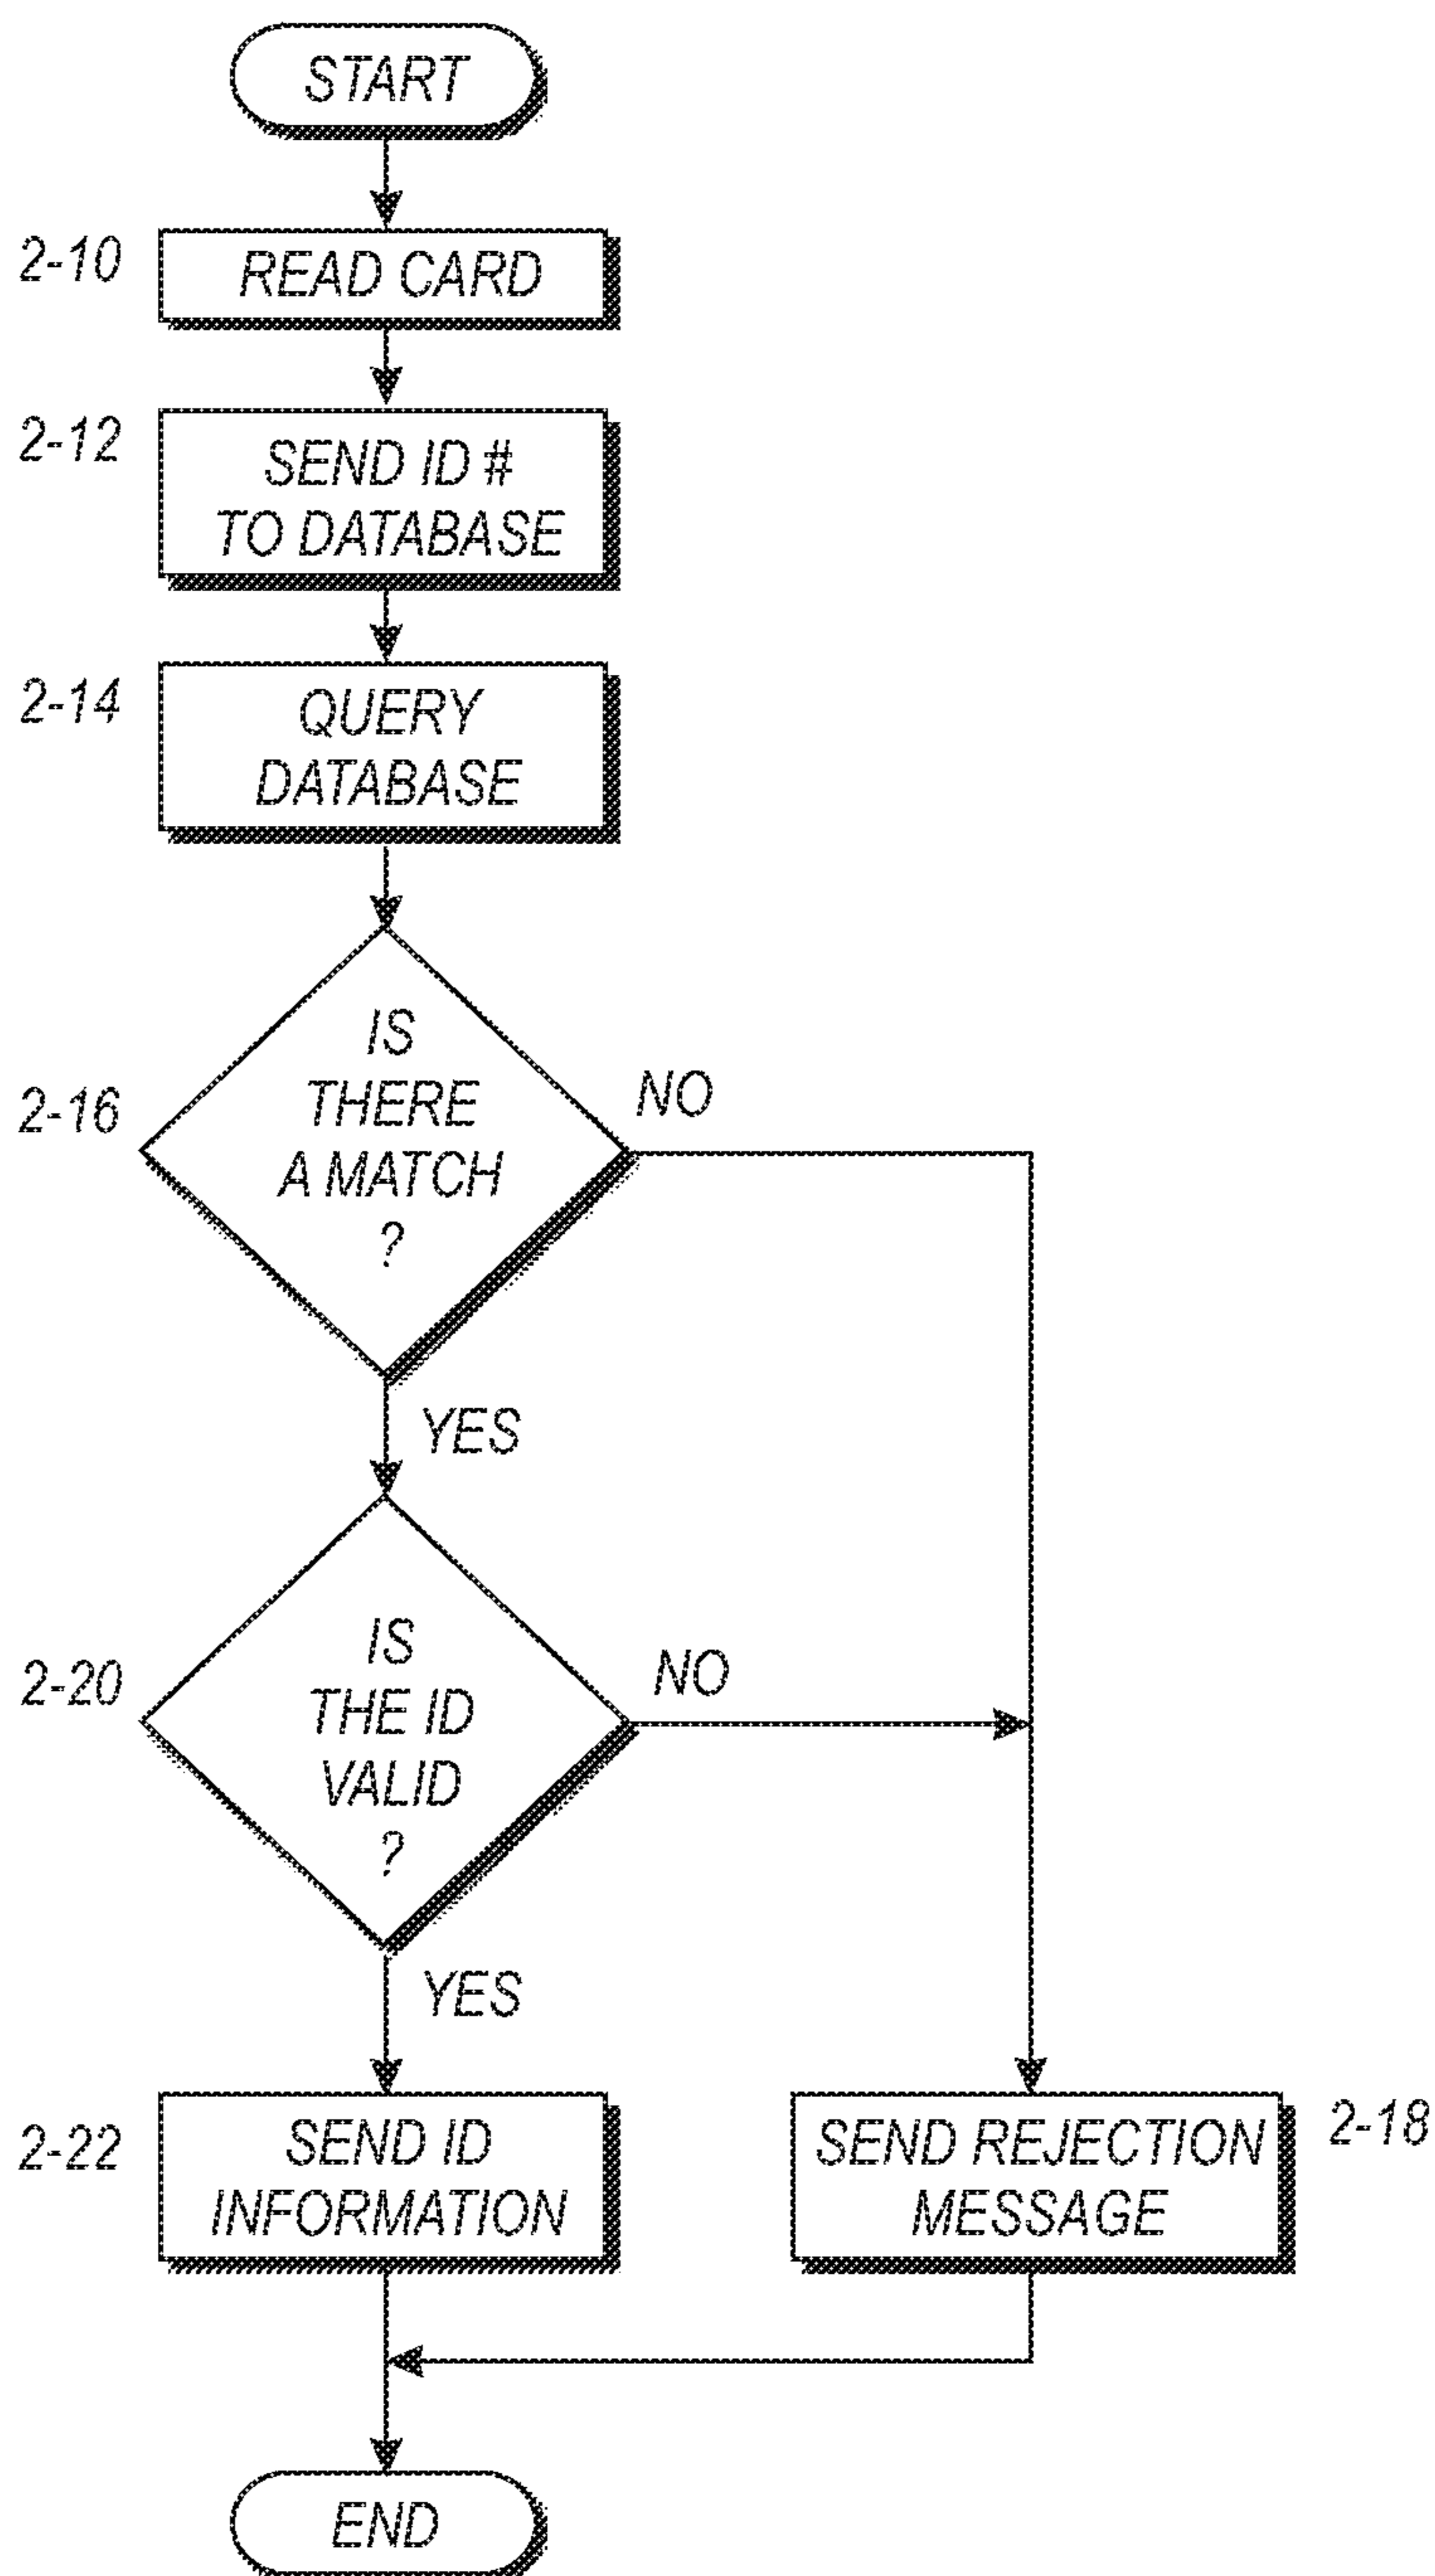 START
2-10
READ CARD
2-12
SEND ID #
TO DATABASE
2-14
QUERY
DATABASE
2-16
IS
THERE
A MATCH
?
NO
YES
2-20
IS
THE ID
VALID
?
NO
YES
2-22
SEND ID
INFORMATION
SEND REJECTION
MESSAGE
2-18
END